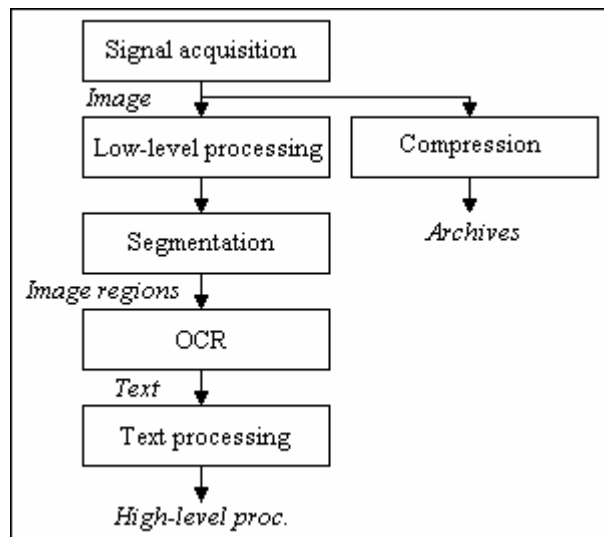 Signal acquisition
Image
Low-level processing
Compression
Segmentation
Archives
Image regions
OCR
Text
Text processing
High-level proc.